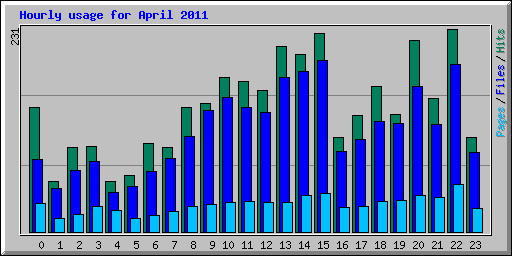 Hourly usage for April 2011
231
Pages/Files/Hits
0 1 2 3 4 5 6 7 8 9 10 11 12 13 14 15 16 17 18 19 20 21 22 23